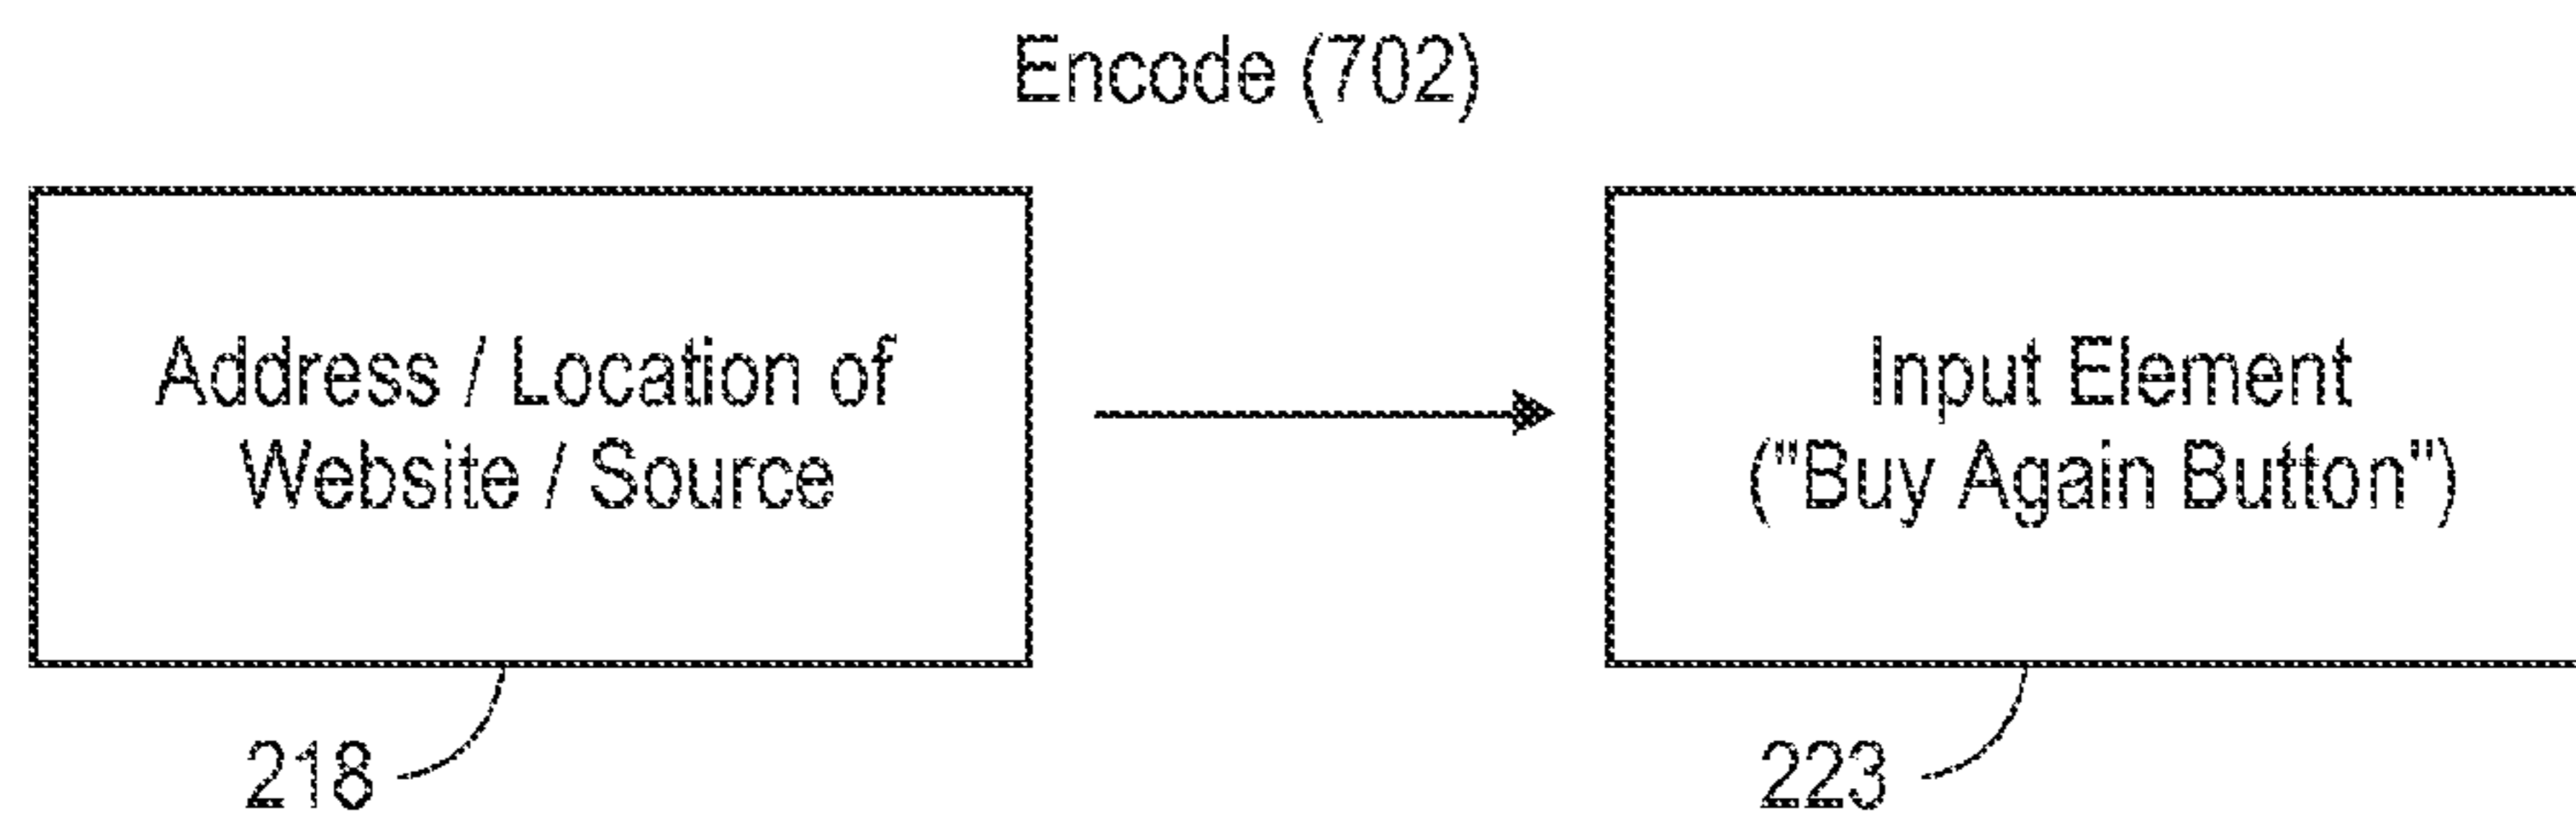 Encode (702)
Address / Location of
Website / Source
Input Element
("Buy Again Button")
218
223